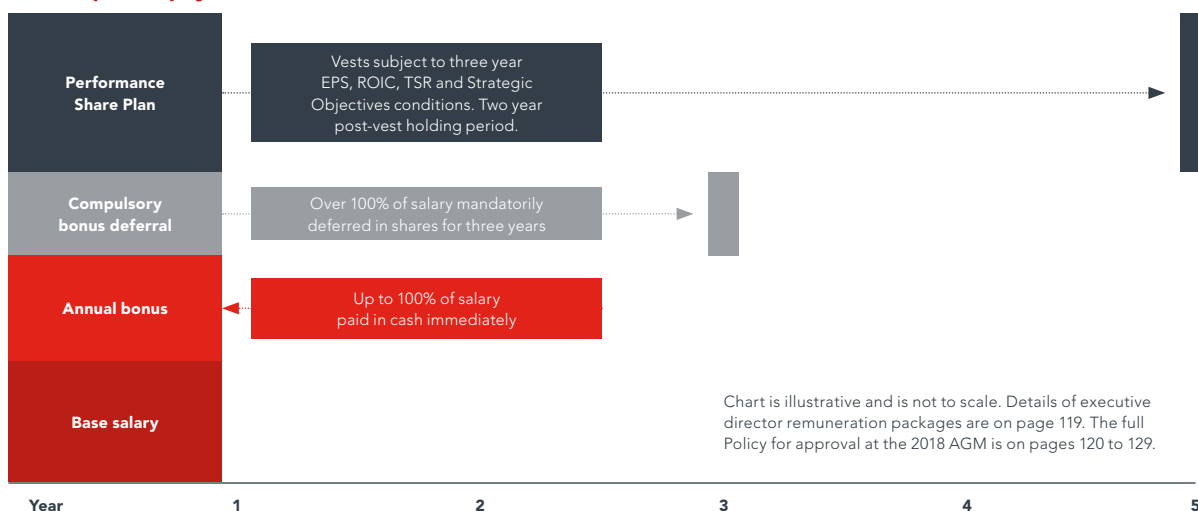 Performance
Share Plan
Vests subject to three year
EPS, ROIC, TSR and Strategic
Objectives conditions. Two year
post-vest holding period.
Compulsory
bonus deferral
Over 100% of salary mandatorily
deferred in shares for three years
Annual bonus
Up to 100% of salary
paid in cash immediately
Base salary
Chart is illustrative and is not to scale. Details of executive
director remuneration packages are on page 119. The full
Policy for approval at the 2018 AGM is on pages 120 to 129.
Year 1 2 3 4 5